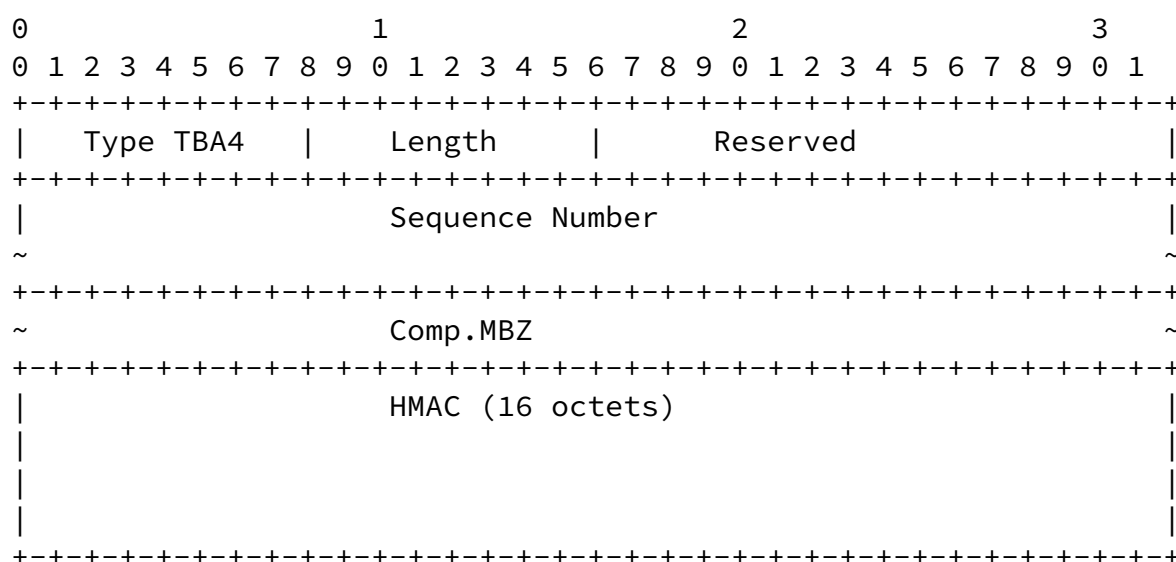 0                   1                   2                   3
0 1 2 3 4 5 6 7 8 9 0 1 2 3 4 5 6 7 8 9 0 1 2 3 4 5 6 7 8 9 0 1
+-+-+-+-+-+-+-+-+-+-+-+-+-+-+-+-+-+-+-+-+-+-+-+-+-+-+-+-+-+-+-+-+
|   Type TBA4   |    Length     |      Reserved                 |
+-+-+-+-+-+-+-+-+-+-+-+-+-+-+-+-+-+-+-+-+-+-+-+-+-+-+-+-+-+-+-+-+
|                    Sequence Number                            |
~                                                               ~
+-+-+-+-+-+-+-+-+-+-+-+-+-+-+-+-+-+-+-+-+-+-+-+-+-+-+-+-+-+-+-+-+
~                    Comp.MBZ                                   ~
+-+-+-+-+-+-+-+-+-+-+-+-+-+-+-+-+-+-+-+-+-+-+-+-+-+-+-+-+-+-+-+-+
|                    HMAC (16 octets)                           |
|                                                               |
|                                                               |
|                                                               |
+-+-+-+-+-+-+-+-+-+-+-+-+-+-+-+-+-+-+-+-+-+-+-+-+-+-+-+-+-+-+-+-+